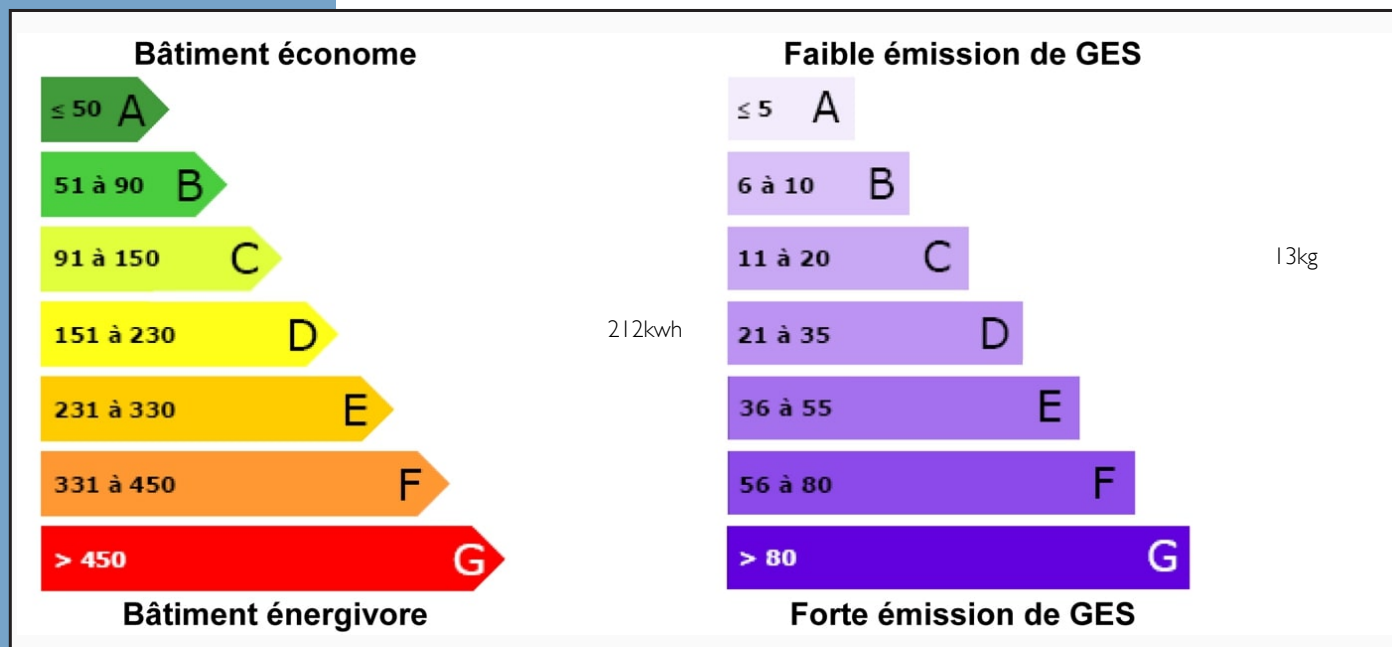 Bâtiment économe
≤ 50 A
51 à 90 B
91 à 150 C
151 à 230 D
212kwh
231 à 330 E
331 à 450 F
> 450 G
Bâtiment énergivore
Faible émission de GES
≤ 5 A
6 à 10 B
11 à 20 C
13kg
21 à 35 D
36 à 55 E
56 à 80 F
> 80 G
Forte émission de GES